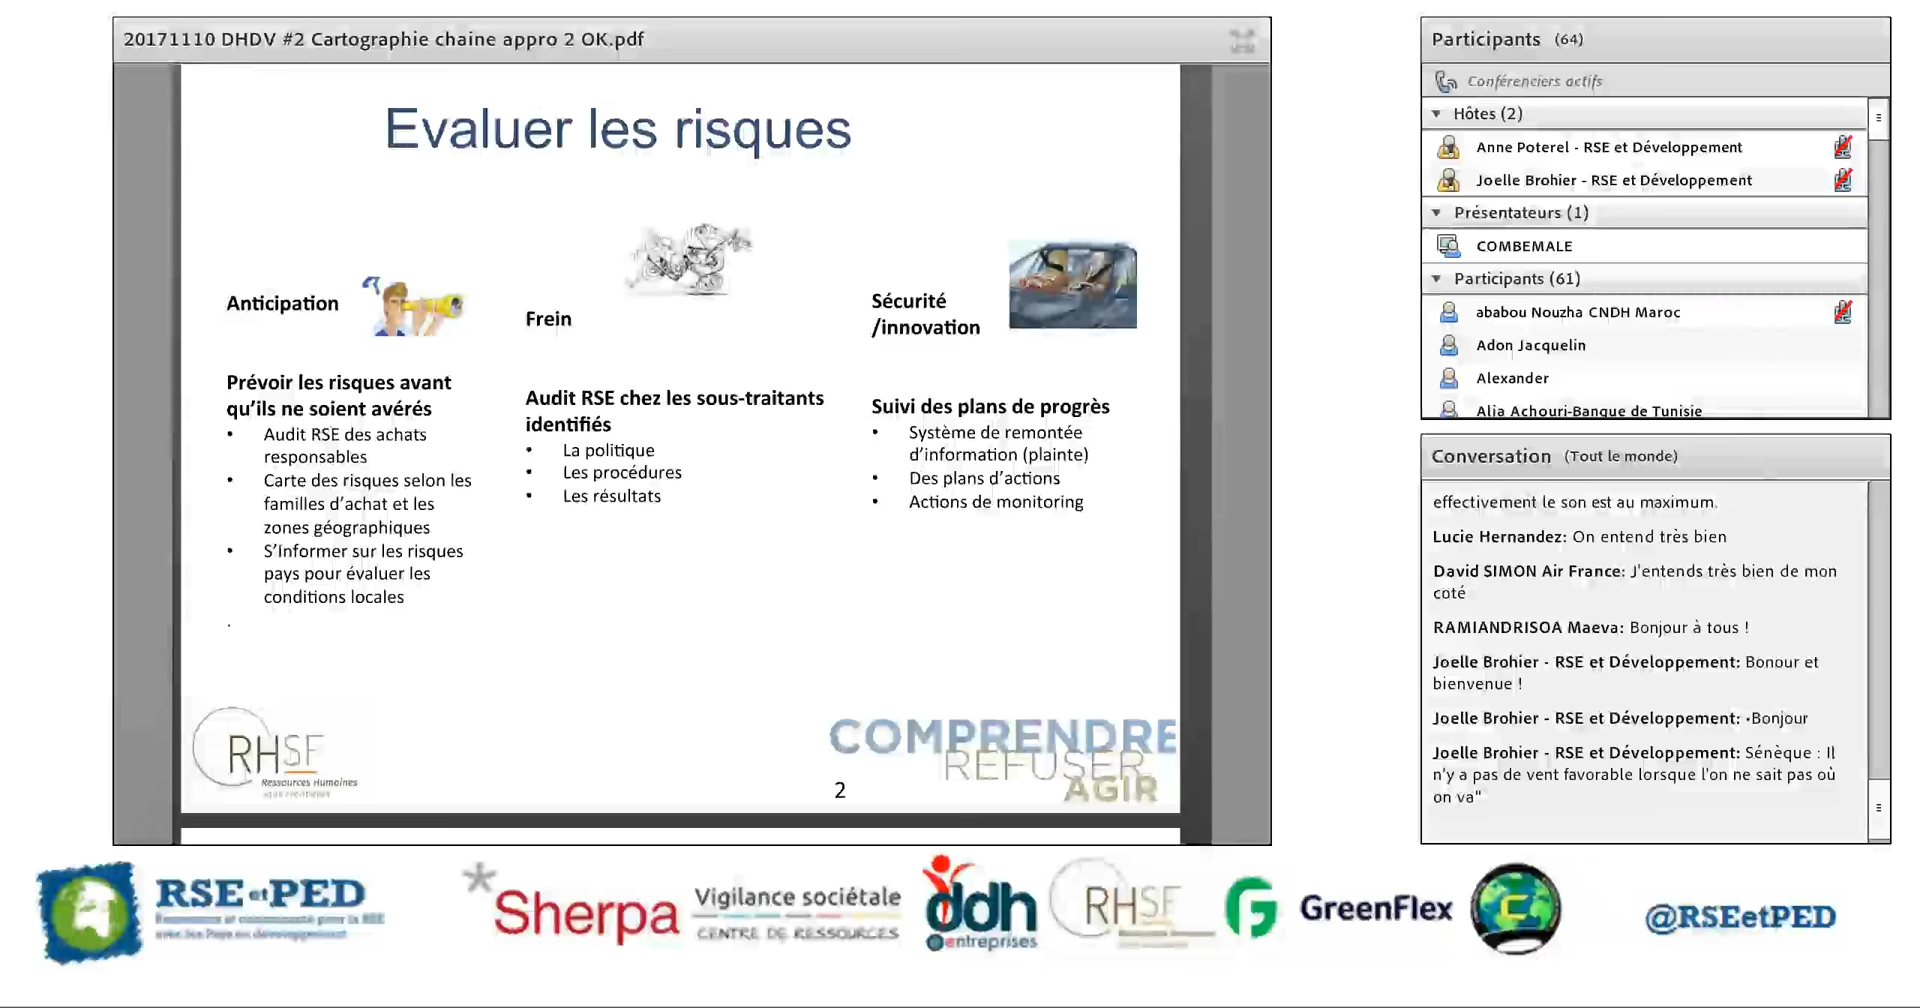 20171110 DHDV #2 Cartographie chaine appro 2 OK.pdf
Evaluer les risques
Anticipation
Prévoir les risques avant
qu'ils ne soient avérés
• Audit RSE des achats
responsables
• Carte des risques selon les
familles d'achat et les
zones géographiques
• S'Informer sur les risques
pays pour évaluer les
conditions locales
.
Frein
Audit RSE chez les sous-traitants
identifiés
• La politique
• Les procédures
• Les résultats
Sécurité
/innovation
Suivi des plans de progrès
• Système de remontée
d'information (plainte)
• Des plans d'actions
• Actions de monitoring
RHSF
Ressources Humaines
2
COMPRENDRE
REFUSER
AGIR
Participants (64)
Conférenciers actifs
Hôtes (2)
Anne Poterel - RSE et Développement
Joelle Brohier - RSE et Développement
Présentateurs (1)
COMBEMALE
Participants (61)
ababou Nouzha CNDH Maroc
Adon Jacquelin
Alexander
Alia Achouri-Banque de Tunisie
Conversation (Tout le monde)
effectivement le son est au maximum.
Lucie Hernandez: On entend très bien
David SIMON Air France: J'entends très bien de mon
coté
RAMIANDRISOA Maeva: Bonjour à tous !
Joelle Brohier - RSE et Développement: Bonour et
bienvenue !
Joelle Brohier - RSE et Développement: •Bonjour
Joelle Brohier - RSE et Développement: Sénèque : Il
n'y a pas de vent favorable lorsque l'on ne sait pas où
on va"
RSE et PED
avec les Pays en développement
Sherpa
Vigilance sociétale
CENTRE DE RESSOURCES
ddh
entreprises
RHSF
GreenFlex
C
@RSEetPED